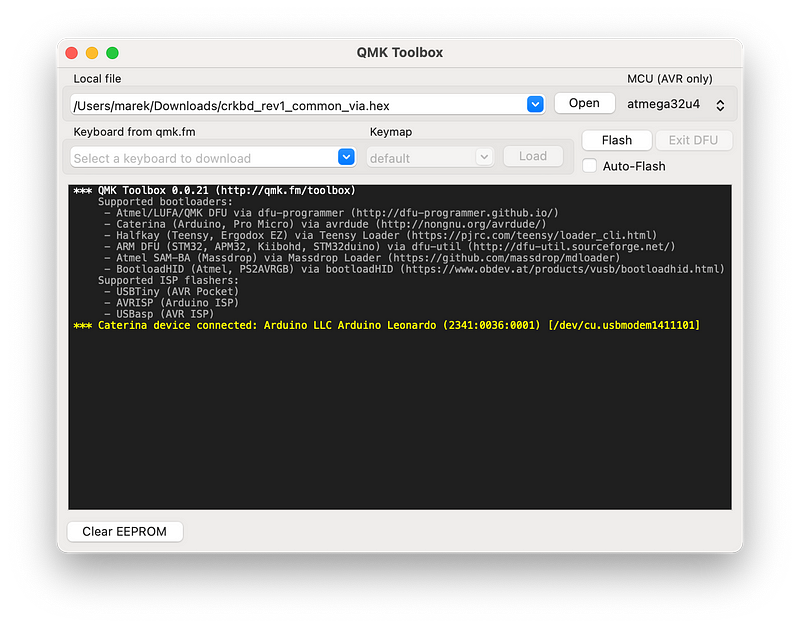 QMK Toolbox
Local file
MCU (AVR only)
/Users/marek/Downloads/crkbd_rev1_common_via.hex
Open
atmega32u4
Keyboard from qmk.fm
Keymap
Flash
Exit DFU
Select a keyboard to download
default
Load
Auto-Flash
*** QMK Toolbox 0.0.21 (http://qmk.fm/toolbox)
Supported bootloaders:
– Atmel/LUFA/QMK DFU via dfu-programmer (http://dfu-programmer.github.io/)
– Caterina (Arduino, Pro Micro) via avrdude (http://nongnu.org/avrdude/)
– Halfkay (Teensy, Ergodox EZ) via Teensy Loader (https://pjrc.com/teensy/loader_cli.html)
– ARM DFU (STM32, APM32, Kiibohd, STM32duino) via dfu-util (http://dfu-util.sourceforge.net/)
– Atmel SAM-BA (Massdrop) via Massdrop Loader (https://github.com/massdrop/mdloader)
– BootloadHID (Atmel, PS2AVRGB) via bootloadHID (https://www.obdev.at/products/vusb/bootloadhid.html)
Supported ISP flashers:
– USBTiny (AVR Pocket)
– AVRISP (Arduino ISP)
– USBasp (AVR ISP)
*** Caterina device connected: Arduino LLC Arduino Leonardo (2341:0036:0001) [/dev/cu.usbmodem1411101]
Clear EEPROM